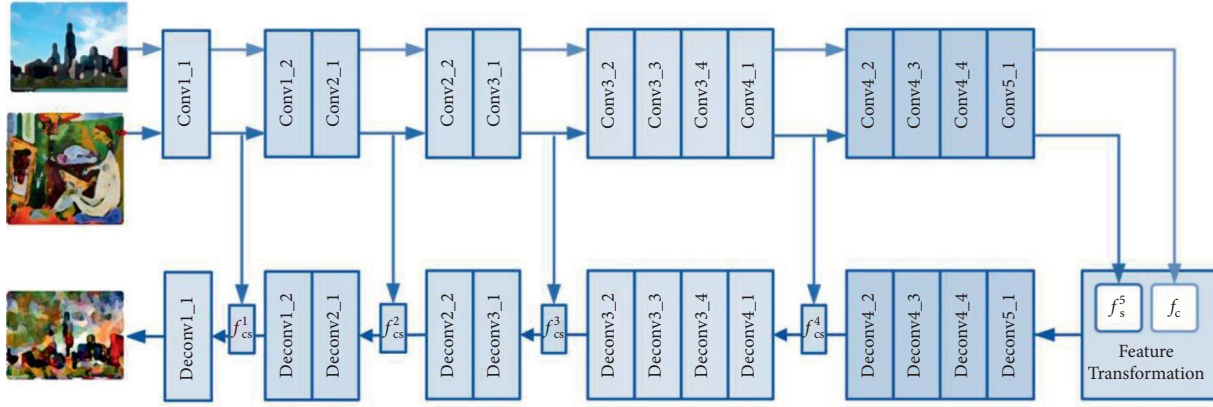 Conv1_1
Conv1_2
Conv2_1
Conv2_2
Conv3_1
Conv3_2
Conv3_3
Conv3_4
Conv4_1
Conv4_2
Conv4_3
Conv4_4
Conv5_1
Deconv1_1
f¹cs
Deconv1_2
Deconv2_1
f²cs
Deconv2_2
Deconv3_1
f³cs
Deconv3_2
Deconv3_3
Deconv3_4
Deconv4_1
f⁴cs
Deconv4_2
Deconv4_3
Deconv4_4
Deconv5_1
f⁵s
fc
Feature
Transformation